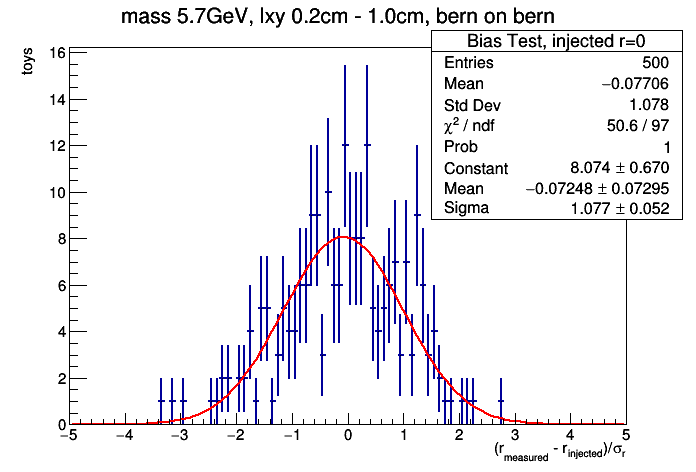 mass 5.7GeV, lxy 0.2cm - 1.0cm, bern on bern
Bias Test, injected r=0
Entries 500
Mean −0.07706
Std Dev 1.078
χ² / ndf 50.6 / 97
Prob 1
Constant 8.074 ± 0.670
Mean −0.07248 ± 0.07295
Sigma 1.077 ± 0.052
toys
16
14
12
10
8
6
4
2
0
−5 −4 −3 −2 −1 0 1 2 3 4 5
(r_measured - r_injected)/σ_r